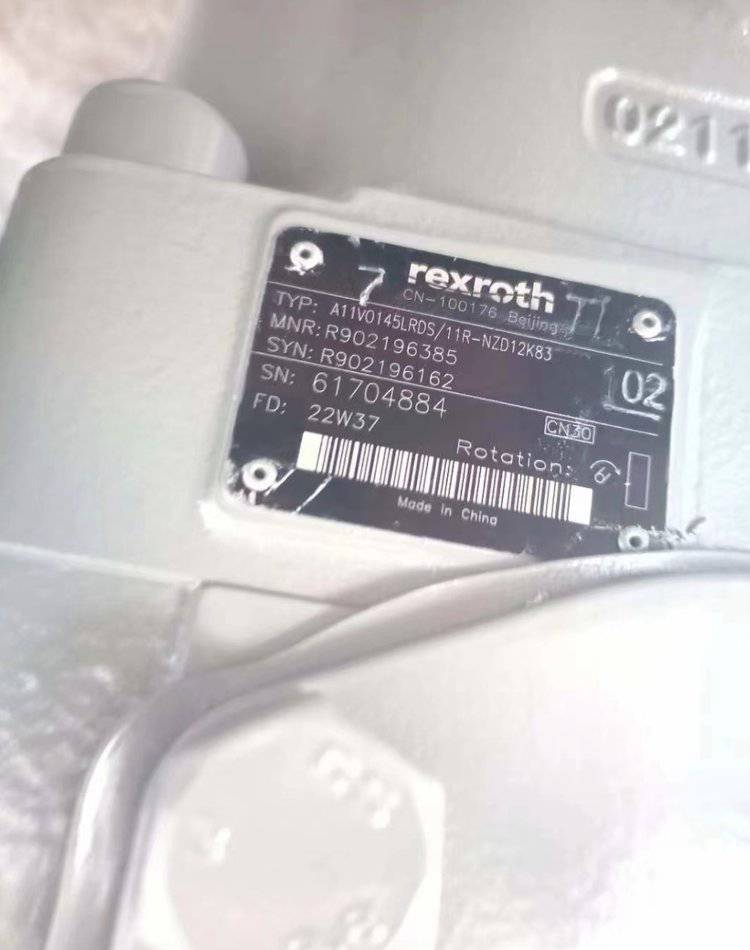 0211
7
rexroth
CN-100176 Beijing
TYP: A11VO145LRDS/11R-NZD12K83
MNR: R902196385
SYN: R902196162
02
SN: 61704884
FD: 22W37
CN30
Rotation:
Made in China